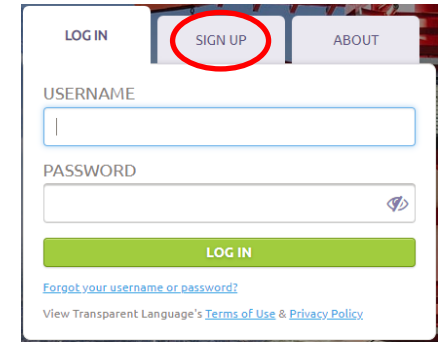 LOG IN SIGN UP ABOUT
USERNAME
PASSWORD
LOG IN
Forgot your username or password?
View Transparent Language's Terms of Use & Privacy Policy